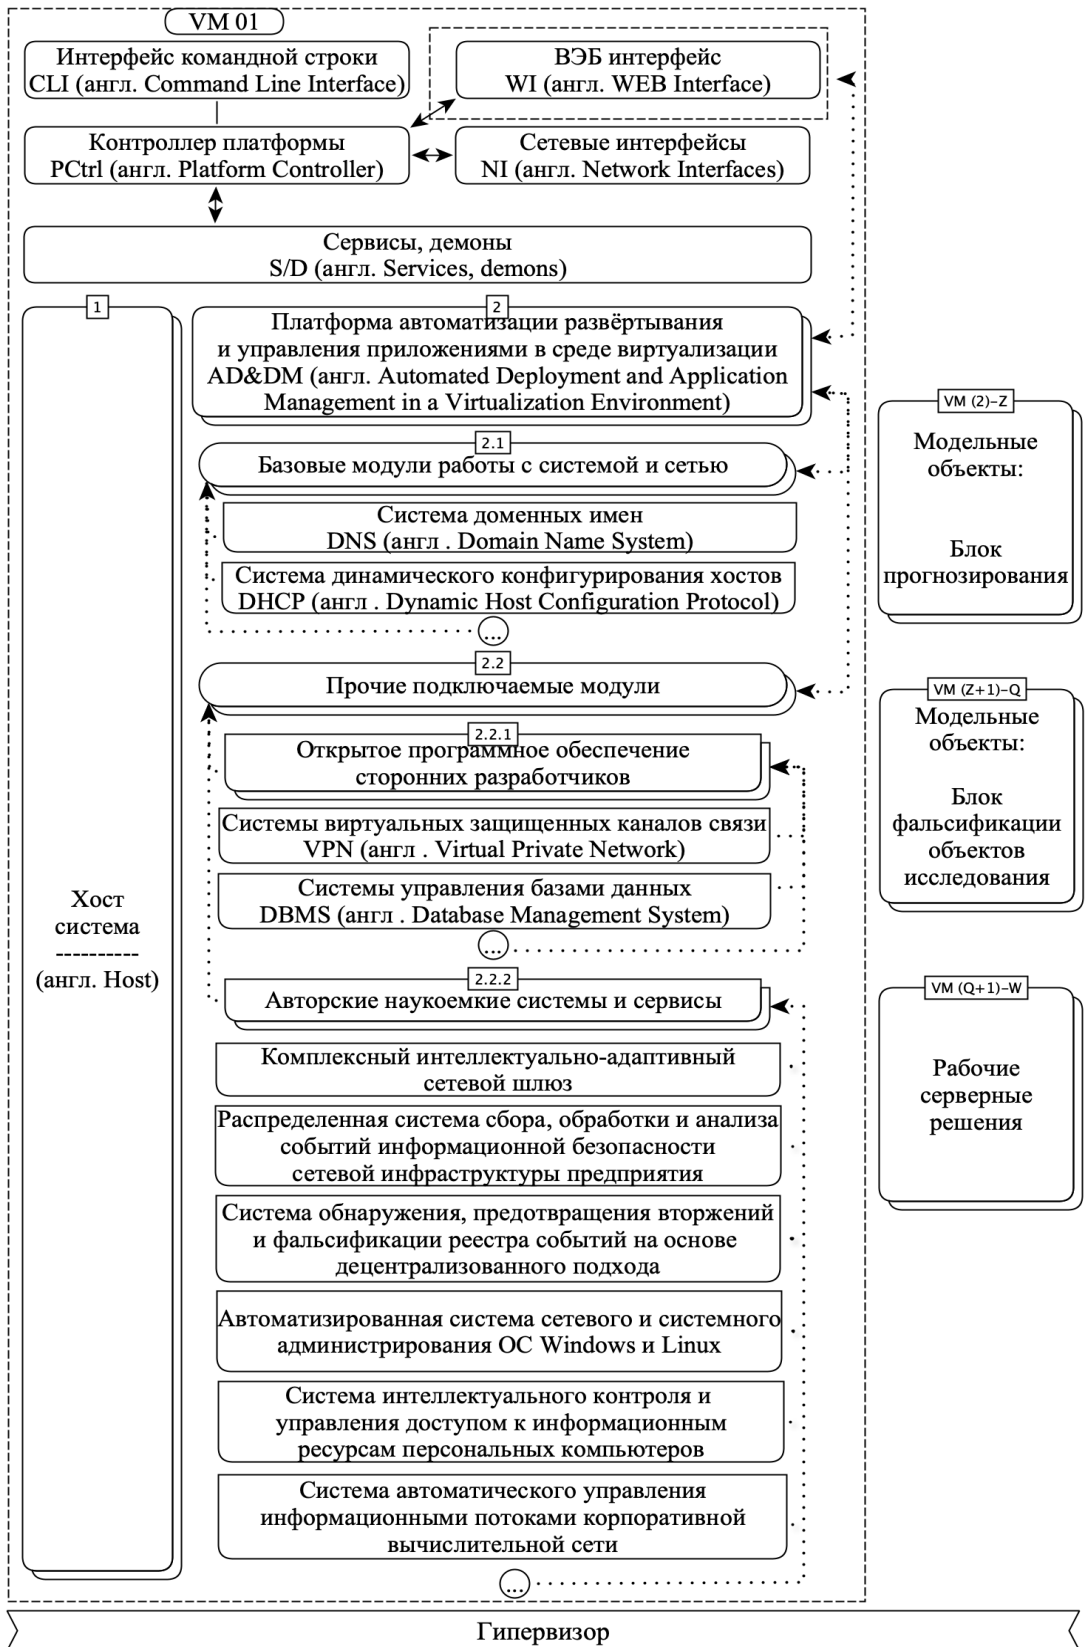 VM 01
Интерфейс командной строки
CLI (англ. Command Line Interface)
ВЭБ интерфейс
WI (англ. WEB Interface)
Контроллер платформы
PCtrl (англ. Platform Controller)
Сетевые интерфейсы
NI (англ. Network Interfaces)
Сервисы, демоны
S/D (англ. Services, demons)
1
Хост
система
----------
(англ. Host)
2
Платформа автоматизации развёртывания
и управления приложениями в среде виртуализации
AD&DM (англ. Automated Deployment and Application
Management in a Virtualization Environment)
2.1
Базовые модули работы с системой и сетью
Система доменных имен
DNS (англ . Domain Name System)
Система динамического конфигурирования хостов
DHCP (англ . Dynamic Host Configuration Protocol)
...
2.2
Прочие подключаемые модули
2.2.1
Открытое программное обеспечение
сторонних разработчиков
Системы виртуальных защищенных каналов связи
VPN (англ . Virtual Private Network)
Системы управления базами данных
DBMS (англ . Database Management System)
...
2.2.2
Авторские наукоемкие системы и сервисы
Комплексный интеллектуально-адаптивный
сетевой шлюз
Распределенная система сбора, обработки и анализа
событий информационной безопасности
сетевой инфраструктуры предприятия
Система обнаружения, предотвращения вторжений
и фальсификации реестра событий на основе
децентрализованного подхода
Автоматизированная система сетевого и системного
администрирования ОС Windows и Linux
Система интеллектуального контроля и
управления доступом к информационным
ресурсам персональных компьютеров
Система автоматического управления
информационными потоками корпоративной
вычислительной сети
...
VM (2)-Z
Модельные
объекты:
Блок
прогнозирования
VM (Z+1)-Q
Модельные
объекты:
Блок
фальсификации
объектов
исследования
VM (Q+1)-W
Рабочие
серверные
решения
Гипервизор